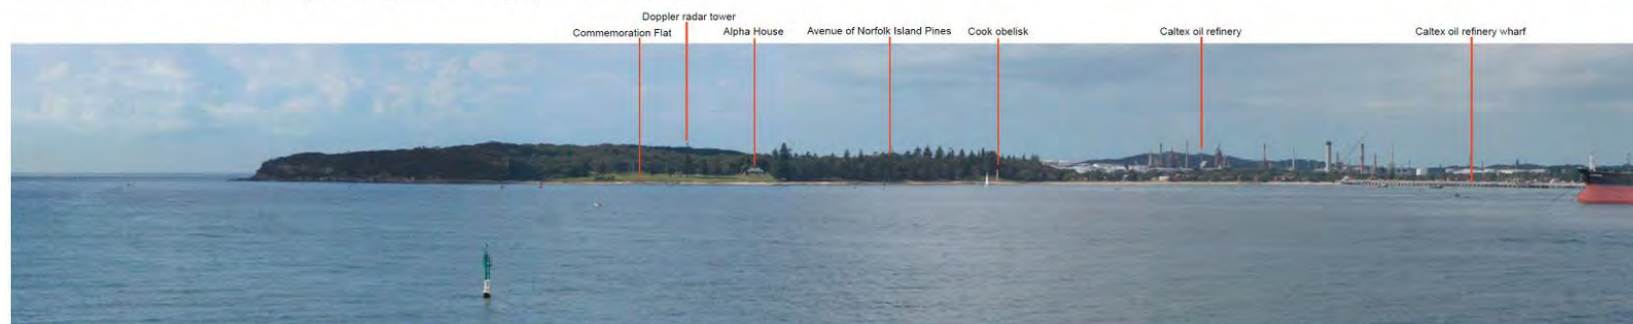 Doppler radar tower
Commemoration Flat
Alpha House
Avenue of Norfolk Island Pines
Cook obelisk
Caltex oil refinery
Caltex oil refinery wharf